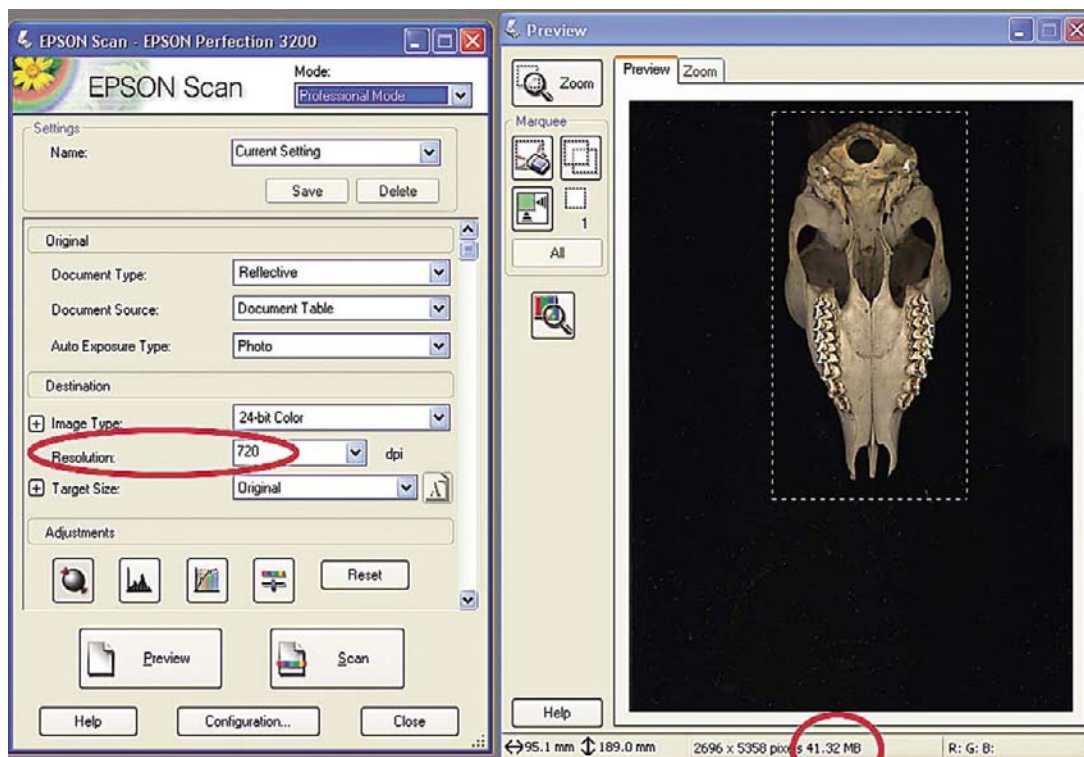 EPSON Scan - EPSON Perfection 3200
EPSON Scan
Mode:
Professional Mode
Settings
Name:
Current Setting
Save
Delete
Original
Document Type:
Reflective
Document Source:
Document Table
Auto Exposure Type:
Photo
Destination
Image Type:
24-bit Color
Resolution:
720
dpi
Target Size:
Original
Adjustments
Reset
Preview
Scan
Help
Configuration...
Close
Preview
Zoom
Preview
Zoom
Marquee
1
All
Help
95.1 mm 189.0 mm
2696 x 5358 pixels 41.32 MB
R: G: B: